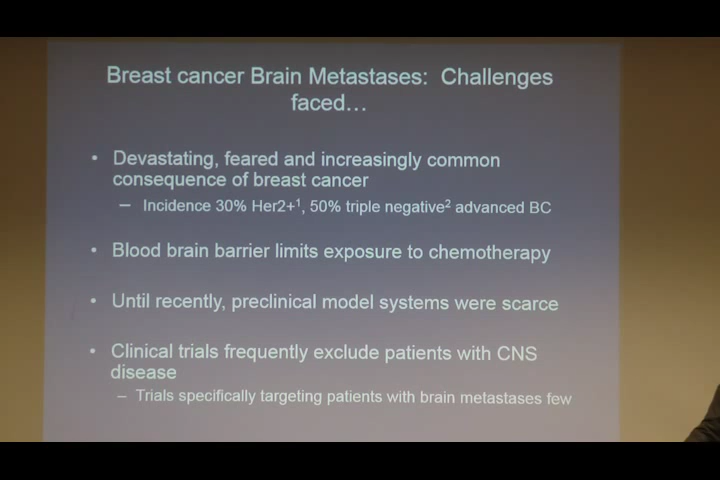 Breast cancer Brain Metastases: Challenges
faced…
• Devastating, feared and increasingly common
consequence of breast cancer
– Incidence 30% Her2+¹, 50% triple negative² advanced BC
• Blood brain barrier limits exposure to chemotherapy
• Until recently, preclinical model systems were scarce
• Clinical trials frequently exclude patients with CNS
disease
– Trials specifically targeting patients with brain metastases few